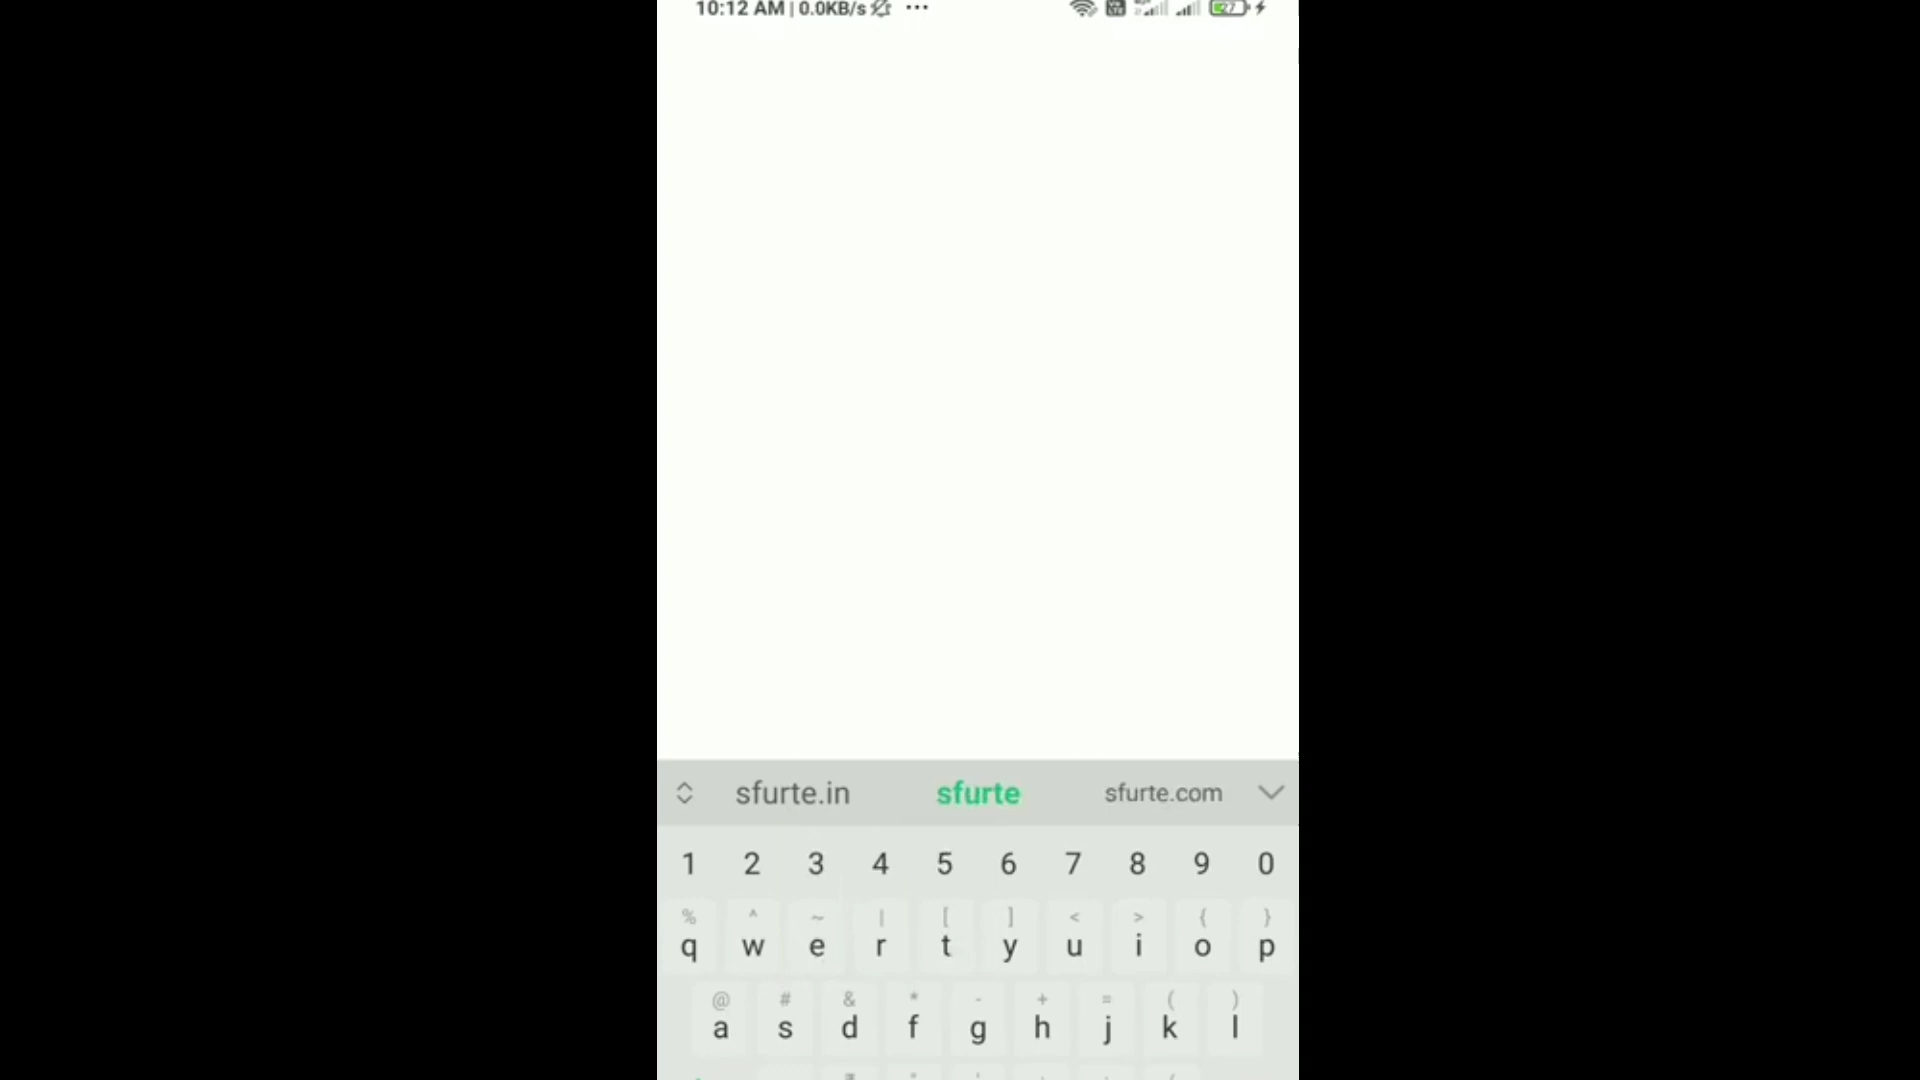 10:12 AM | 0.0KB/s ...
27
sfurte.in sfurte sfurte.com
1 2 3 4 5 6 7 8 9 0
% ^ ~ | [ ] < > { }
q w e r t y u i o p
@ # & * - + = ( )
a s d f g h j k l